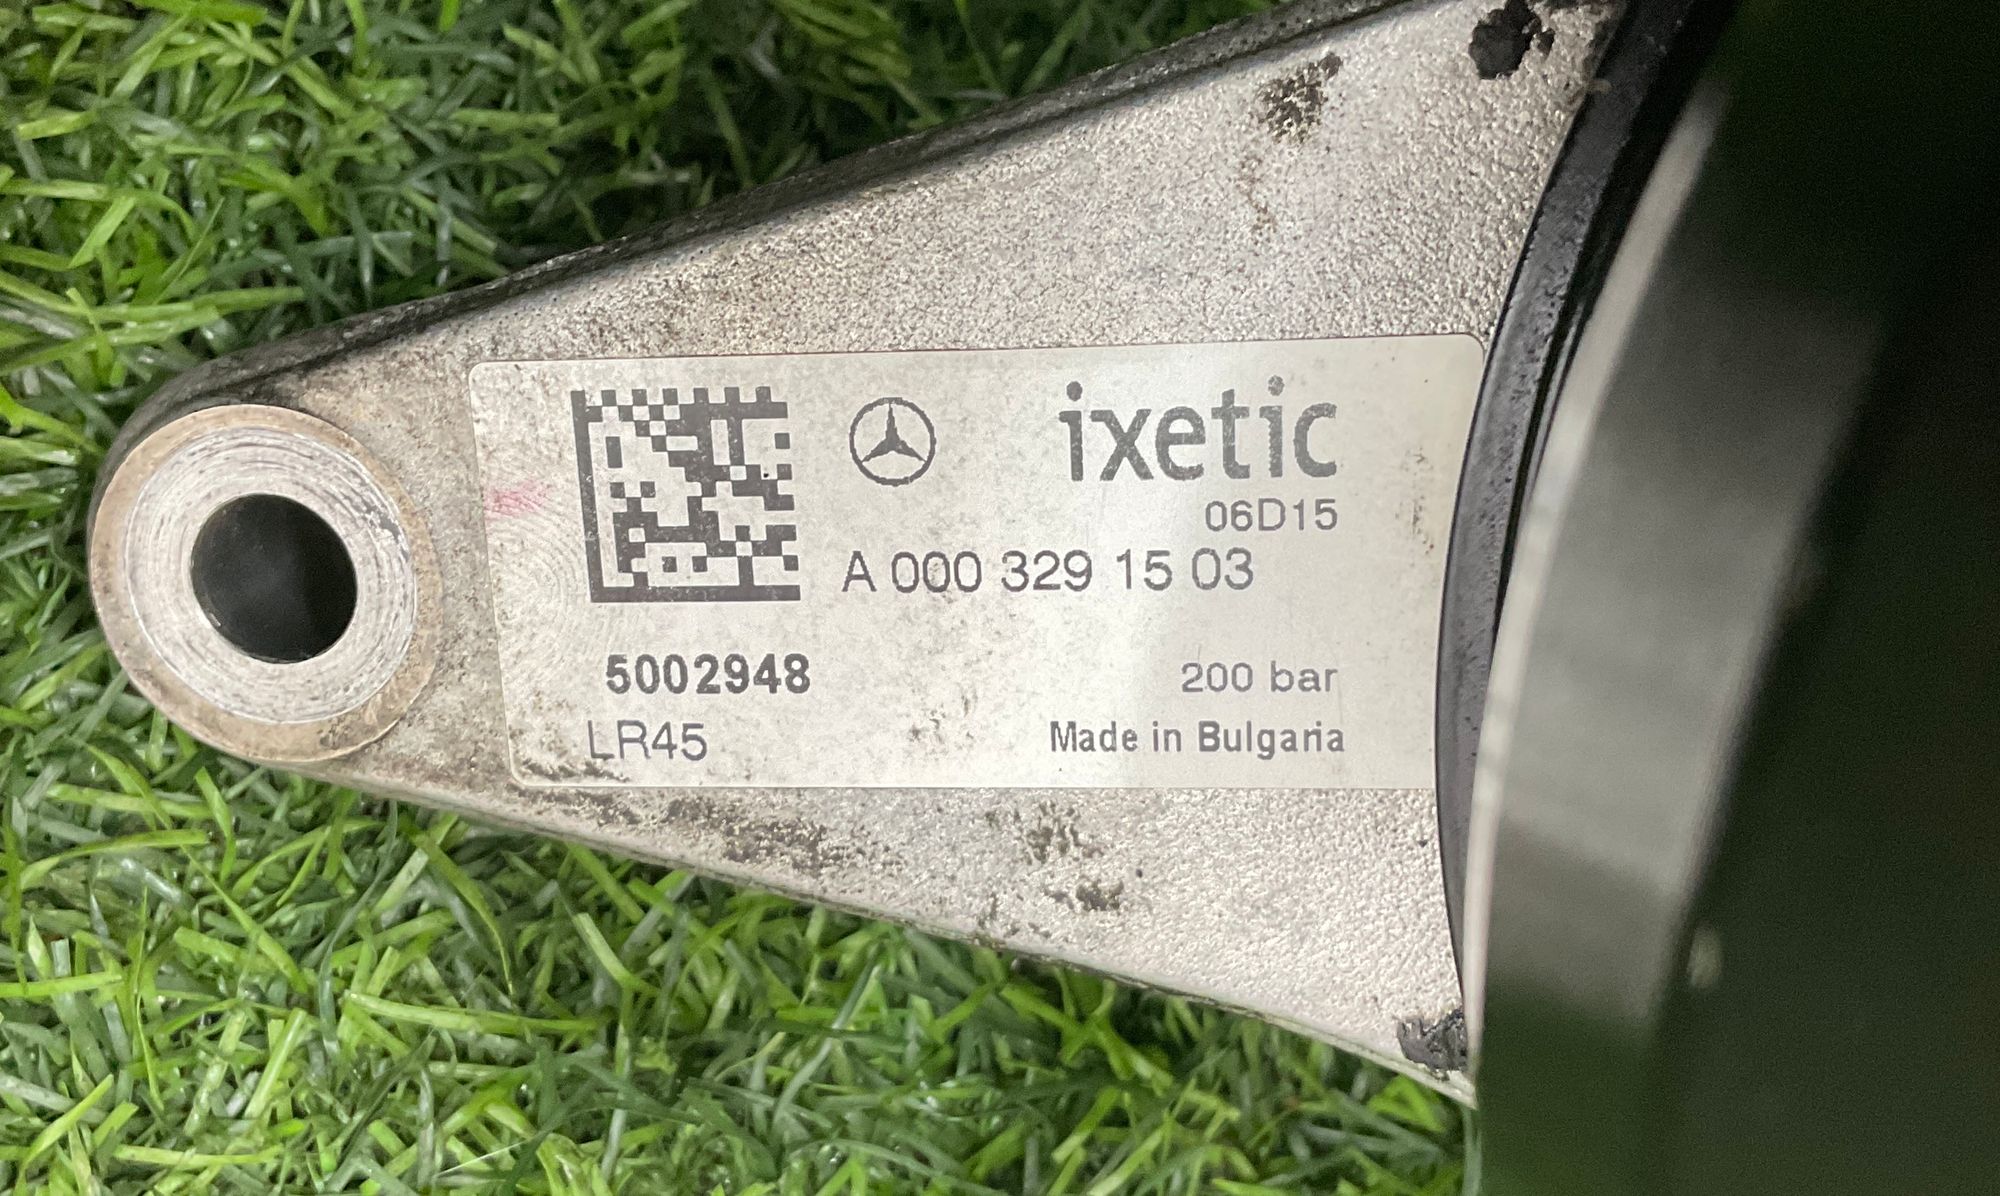 ixetic
06D15
A 000 329 15 03
5002948
200 bar
LR45
Made in Bulgaria